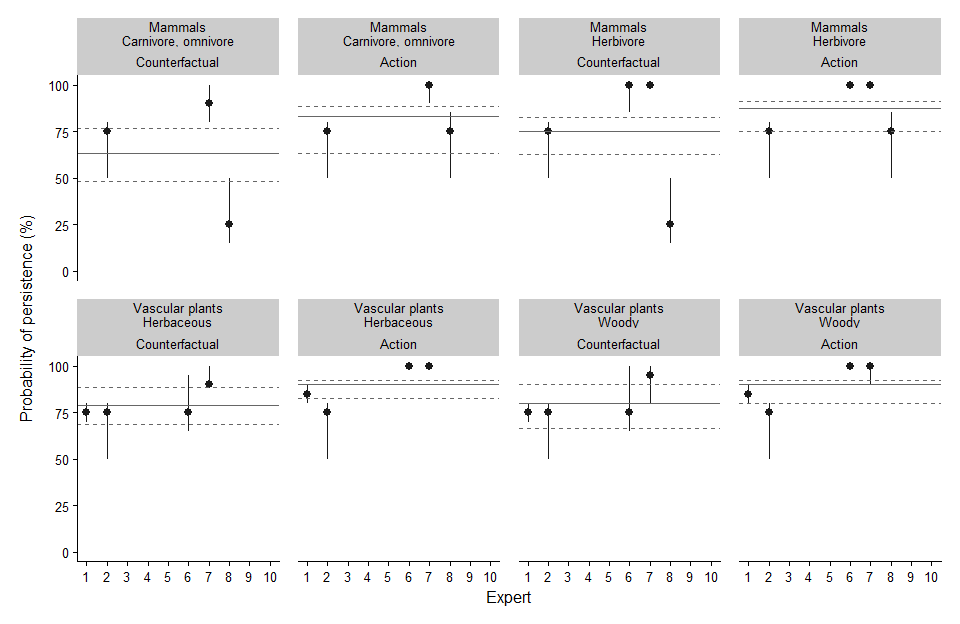 Mammals
Carnivore, omnivore
Counterfactual
Mammals
Carnivore, omnivore
Action
Mammals
Herbivore
Counterfactual
Mammals
Herbivore
Action
100
75
50
25
0
Probability of persistence (%)
Vascular plants
Herbaceous
Counterfactual
Vascular plants
Herbaceous
Action
Vascular plants
Woody
Counterfactual
Vascular plants
Woody
Action
100
75
50
25
0
1 2 3 4 5 6 7 8 9 10
1 2 3 4 5 6 7 8 9 10
1 2 3 4 5 6 7 8 9 10
1 2 3 4 5 6 7 8 9 10
Expert